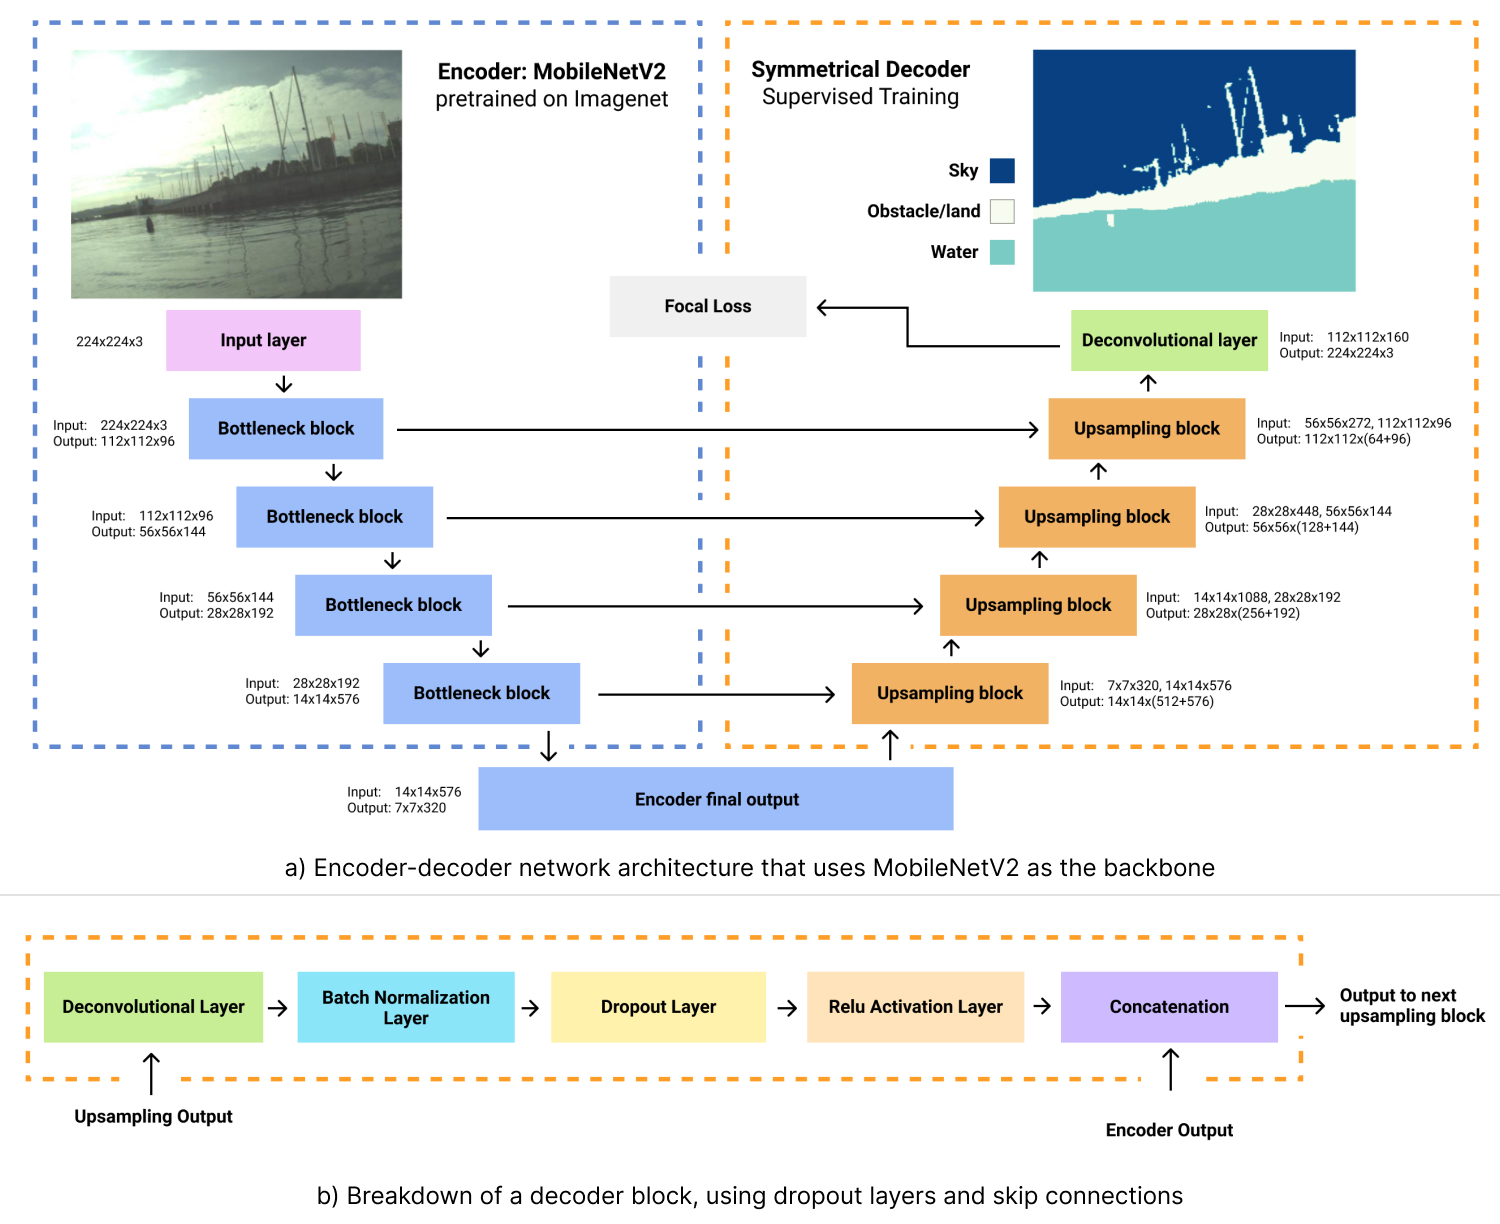 Encoder: MobileNetV2
pretrained on Imagenet
Symmetrical Decoder
Supervised Training
Sky
Obstacle/land
Water
Focal Loss
224x224x3
Input layer
Deconvolutional layer
Input: 112x112x160
Output: 224x224x3
Input: 224x224x3
Output: 112x112x96
Bottleneck block
Upsampling block
Input: 56x56x272, 112x112x96
Output: 112x112x(64+96)
Input: 112x112x96
Output: 56x56x144
Bottleneck block
Upsampling block
Input: 28x28x448, 56x56x144
Output: 56x56x(128+144)
Input: 56x56x144
Output: 28x28x192
Bottleneck block
Upsampling block
Input: 14x14x1088, 28x28x192
Output: 28x28x(256+192)
Input: 28x28x192
Output: 14x14x576
Bottleneck block
Upsampling block
Input: 7x7x320, 14x14x576
Output: 14x14x(512+576)
Input: 14x14x576
Output: 7x7x320
Encoder final output
a) Encoder-decoder network architecture that uses MobileNetV2 as the backbone
Deconvolutional Layer
Batch Normalization
Layer
Dropout Layer
Relu Activation Layer
Concatenation
Output to next
upsampling block
Upsampling Output
Encoder Output
b) Breakdown of a decoder block, using dropout layers and skip connections